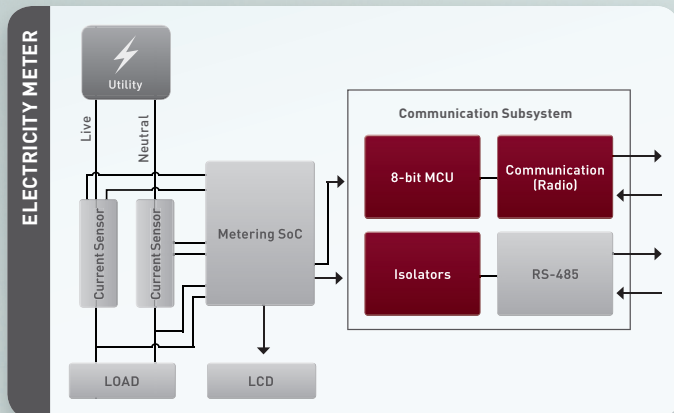 ELECTRICITY METER
Utility
Live
Neutral
Current Sensor
Current Sensor
Metering SoC
LOAD
LCD
Communication Subsystem
8-bit MCU
Communication
(Radio)
Isolators
RS-485